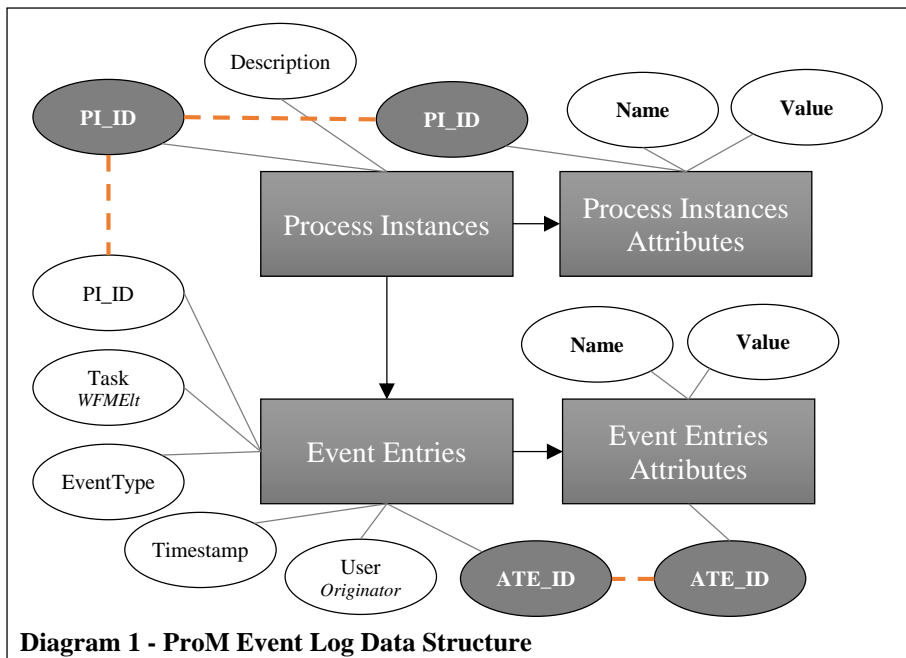 Description
PI_ID
PI_ID
Name
Value
Process Instances
Process Instances
Attributes
PI_ID
Name
Value
Task
WFMElt
Event Entries
Event Entries
Attributes
EventType
Timestamp
User
Originator
ATE_ID
ATE_ID
Diagram 1 - ProM Event Log Data Structure